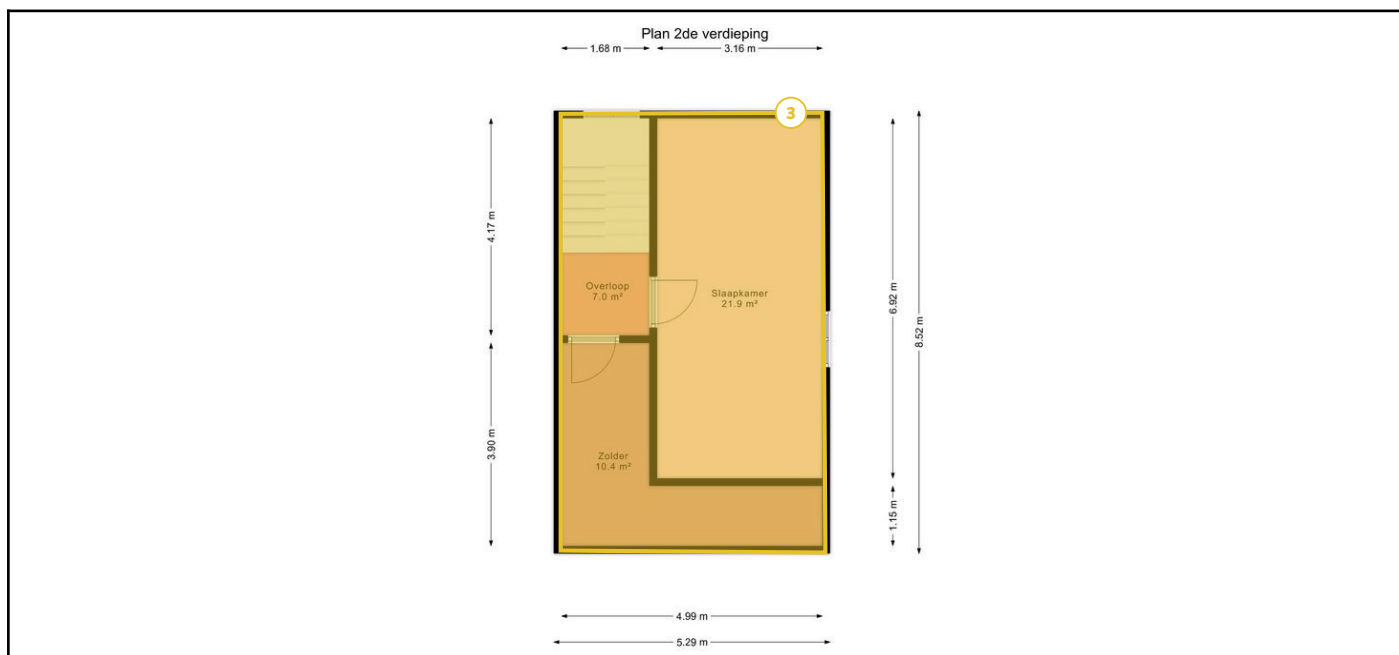 Plan 2de verdieping
1.68 m
3.16 m
3
4.17 m
6.92 m
8.52 m
Overloop
7.0 m²
Slaapkamer
21.9 m²
3.90 m
Zolder
10.4 m²
1.15 m
4.99 m
5.29 m